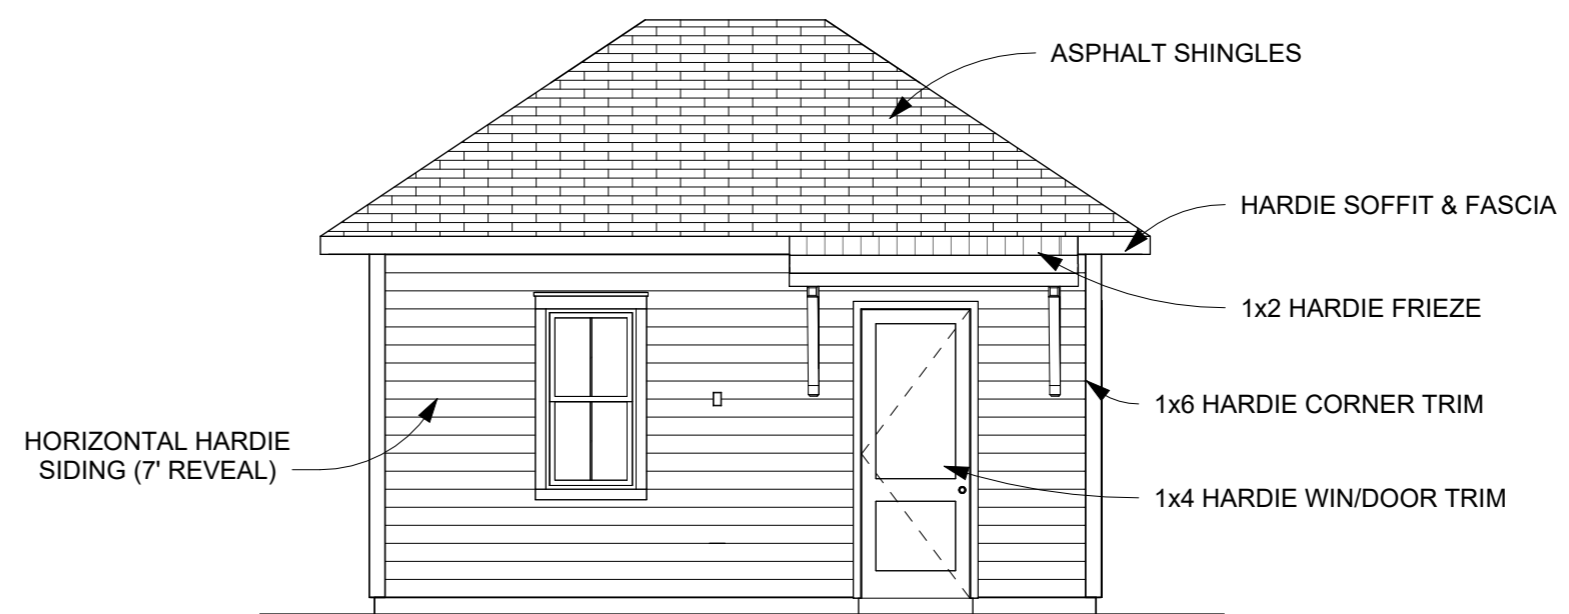 ASPHALT SHINGLES
HARDIE SOFFIT & FASCIA
1x2 HARDIE FRIEZE
1x6 HARDIE CORNER TRIM
HORIZONTAL HARDIE
SIDING (7' REVEAL)
1x4 HARDIE WIN/DOOR TRIM